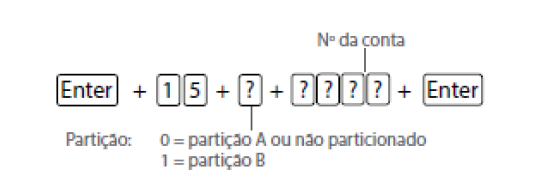 Nº da conta
Enter + 1 5 + ? + ? ? ? ? + Enter
Partição: 0 = partição A ou não particionado
1 = partição B